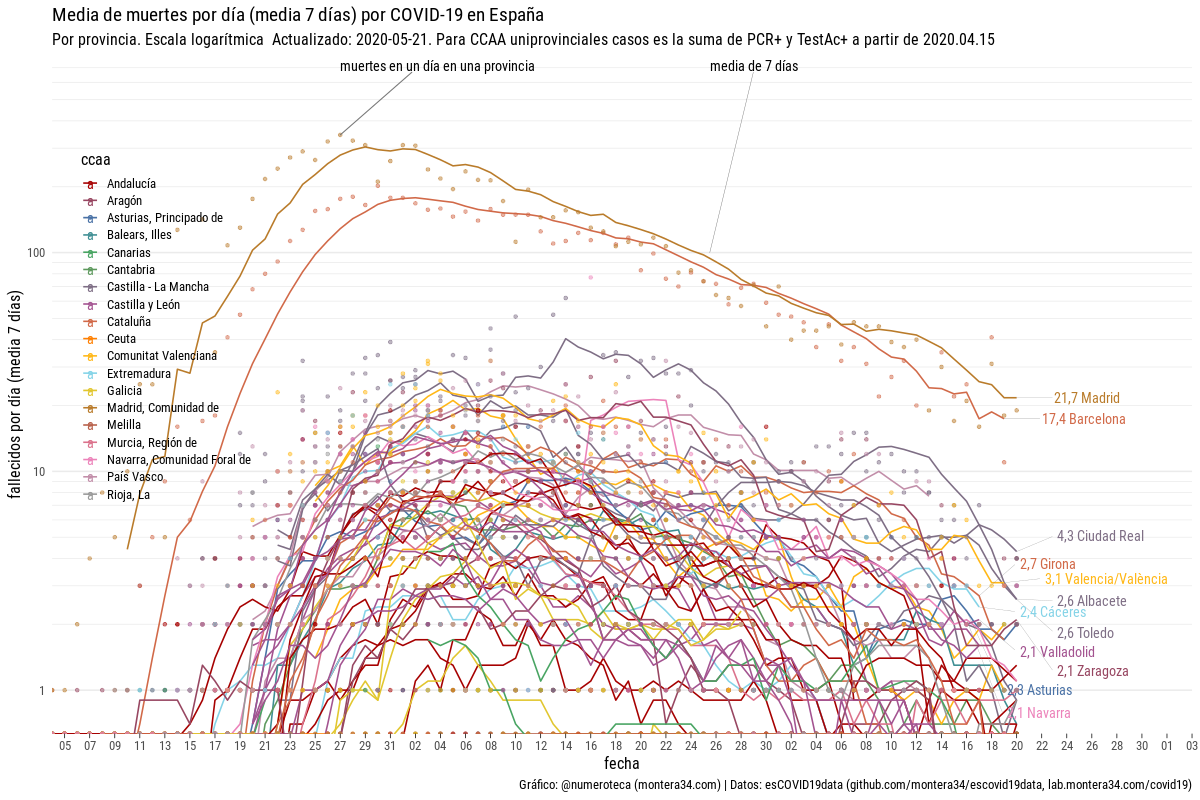 Media de muertes por día (media 7 días) por COVID-19 en España
Por provincia. Escala logarítmica  Actualizado: 2020-05-21. Para CCAA uniprovinciales casos es la suma de PCR+ y TestAc+ a partir de 2020.04.15
muertes en un día en una provincia
media de 7 días
ccaa
Andalucía
Aragón
Asturias, Principado de
Balears, Illes
Canarias
Cantabria
Castilla - La Mancha
Castilla y León
Cataluña
Ceuta
Comunitat Valenciana
Extremadura
Galicia
Madrid, Comunidad de
Melilla
Murcia, Región de
Navarra, Comunidad Foral de
País Vasco
Rioja, La
fallecidos por día (media  7 días)
100
10
1
21,7 Madrid
17,4 Barcelona
4,3 Ciudad Real
2,7 Girona
3,1 Valencia/València
2,6 Albacete
2,4 Cáceres
2,6 Toledo
2,1 Valladolid
2,1 Zaragoza
2,3 Asturias
Navarra
05 07 09 11 13 15 17 19 21 23 25 27 29 31 02 04 06 08 10 12 14 16 18 20 22 24 26 28 30 02 04 06 08 10 12 14 16 18 20 22 24 26 28 30 01 03
fecha
Gráfico: @numeroteca (montera34.com) | Datos: esCOVID19data (github.com/montera34/escovid19data, lab.montera34.com/covid19)